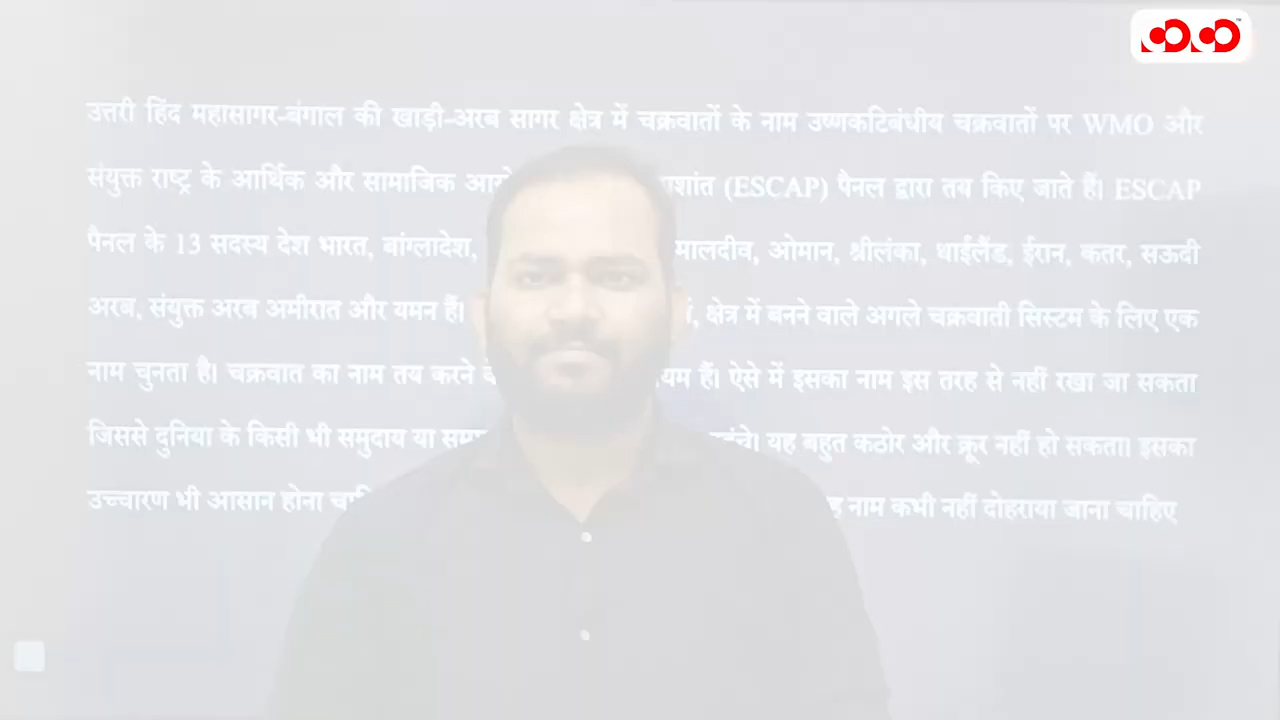 उत्तरी हिंद महासागर-बंगाल की खाड़ी-अरब सागर क्षेत्र में चक्रवातों के नाम उष्णकटिबंधीय चक्रवातों पर WMO और
संयुक्त राष्ट्र के आर्थिक और सामाजिक (ESCAP) पैनल द्वारा तय किए जाते हैं। ESCAP
पैनल के 13 सदस्य देश भारत, बांग्लादेश, मालदीव, ओमान, श्रीलंका, थाईलैंड, ईरान, कतर, सऊदी
अरब, संयुक्त अरब अमीरात और यमन हैं। क्षेत्र में बनने वाले अगले चक्रवाती सिस्टम के लिए एक
नाम चुनता है। चक्रवात का नाम तय करने हैं। ऐसे में इसका नाम इस तरह से नहीं रखा जा सकता
जिससे दुनिया के किसी भी समुदाय या यह बहुत कठोर और क्रूर नहीं हो सकता। इसका
उच्चारण भी आसान होना नाम कभी नहीं दोहराया जाना चाहिए